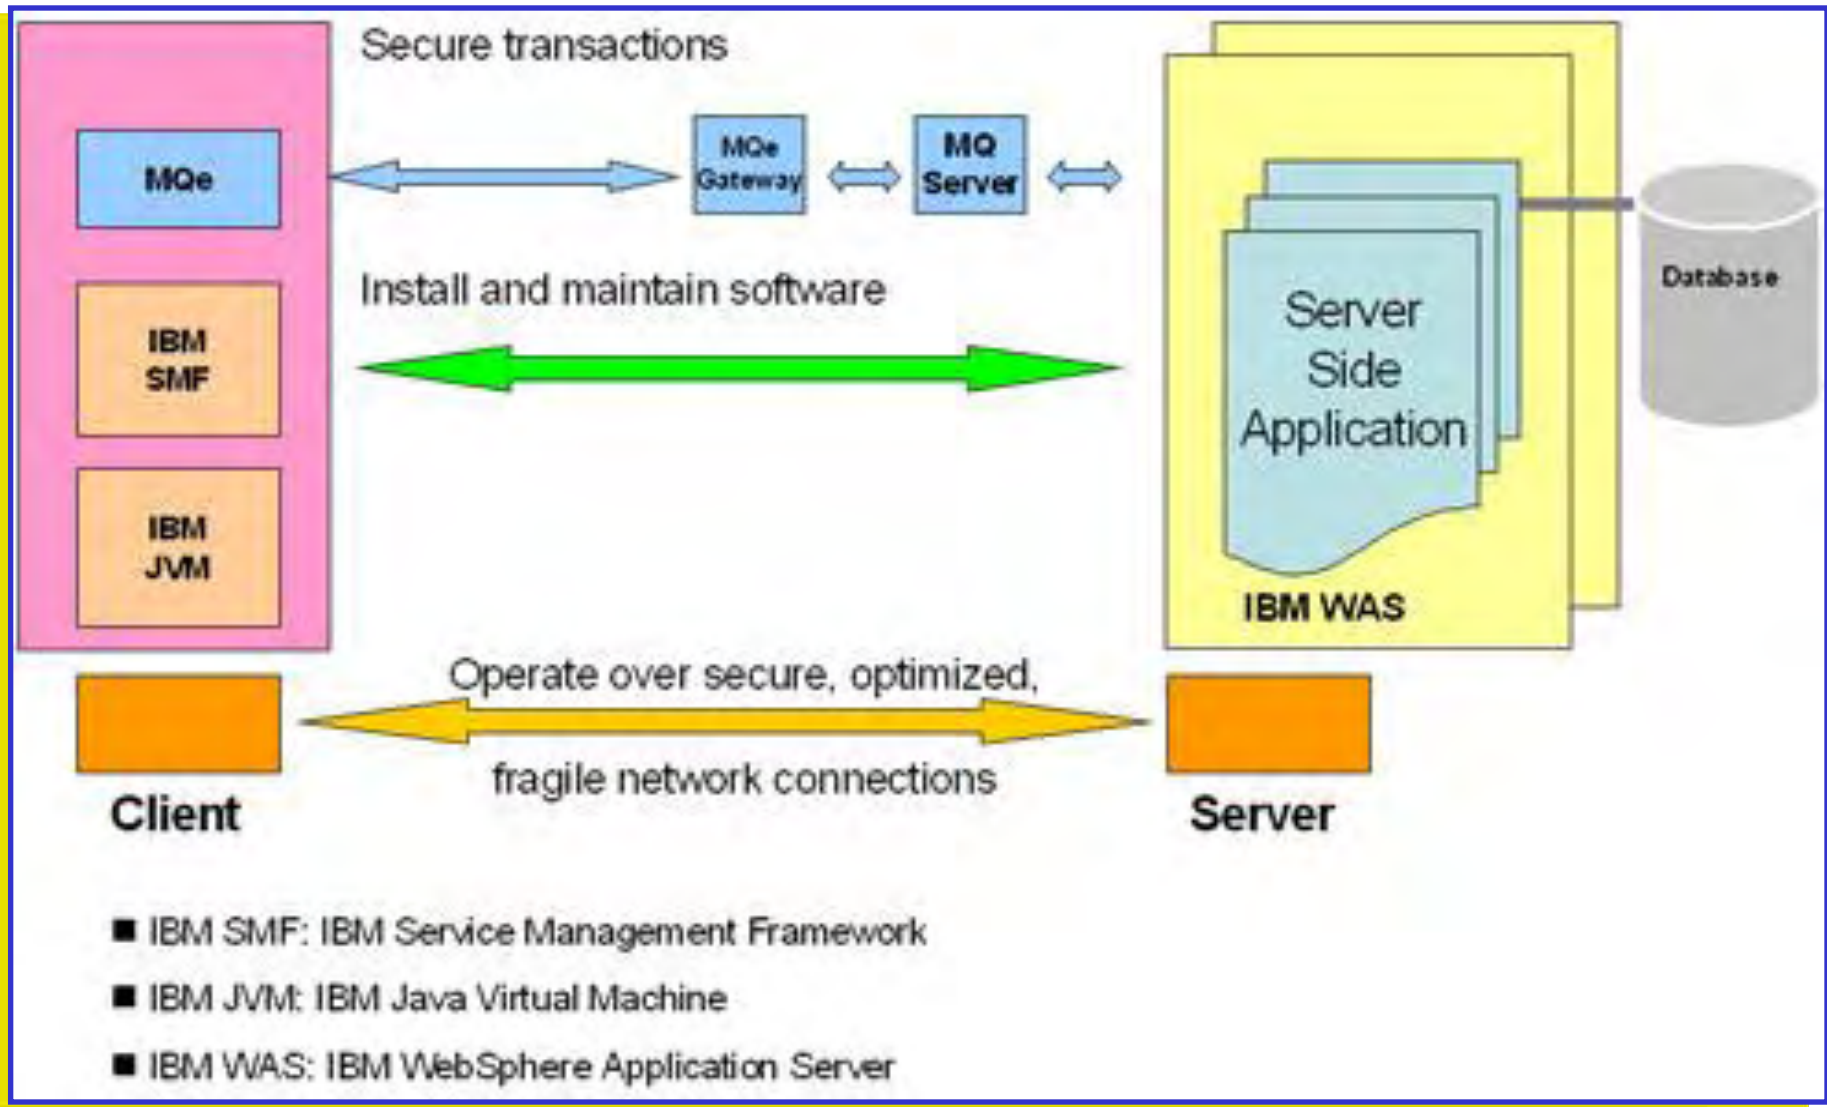 Secure transactions
MQe
MQe
Gateway
MQ
Server
Install and maintain software
IBM
SMF
IBM
JVM
Server
Side
Application
IBM WAS
Database
Operate over secure, optimized,
fragile network connections
Client
Server
■ IBM SMF: IBM Service Management Framework
■ IBM JVM: IBM Java Virtual Machine
■ IBM WAS: IBM WebSphere Application Server